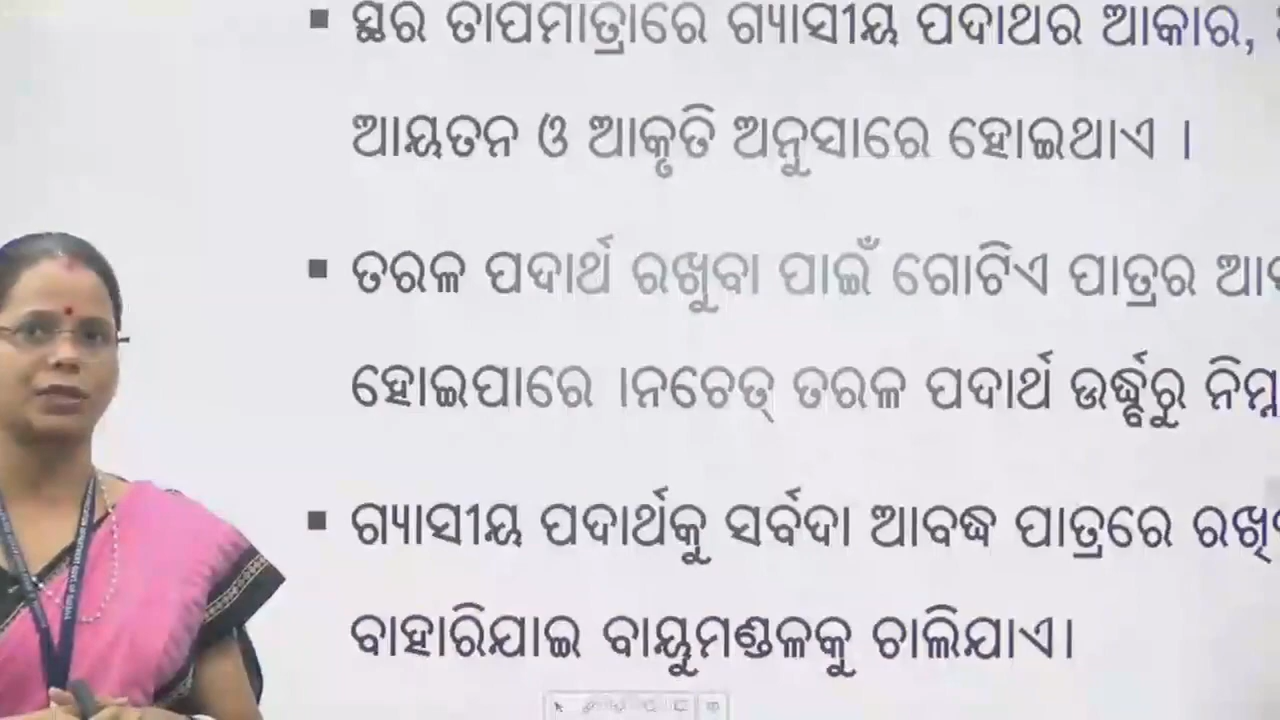 ସ୍ଥିର ତାପମାତ୍ରାରେ ଗ୍ୟାସୀୟ ପଦାର୍ଥର ଆକାର,
ଆୟତନ ଓ ଆକୃତି ଅନୁସାରେ ହୋଇଥାଏ ।
ତରଳ ପଦାର୍ଥ ରଖିବା ପାଇଁ ଗୋଟିଏ ପାତ୍ରର
ହୋଇପାରେ ।ନଚେତ୍ ତରଳ ପଦାର୍ଥ ଉର୍ଦ୍ଧ୍ବରୁ ନିମ୍ନ
ଗ୍ୟାସୀୟ ପଦାର୍ଥକୁ ସର୍ବଦା ଆବଦ୍ଧ ପାତ୍ରରେ
ବାହାରିଯାଇ ବାୟୁମଣ୍ଡଳକୁ ଚାଲିଯାଏ।